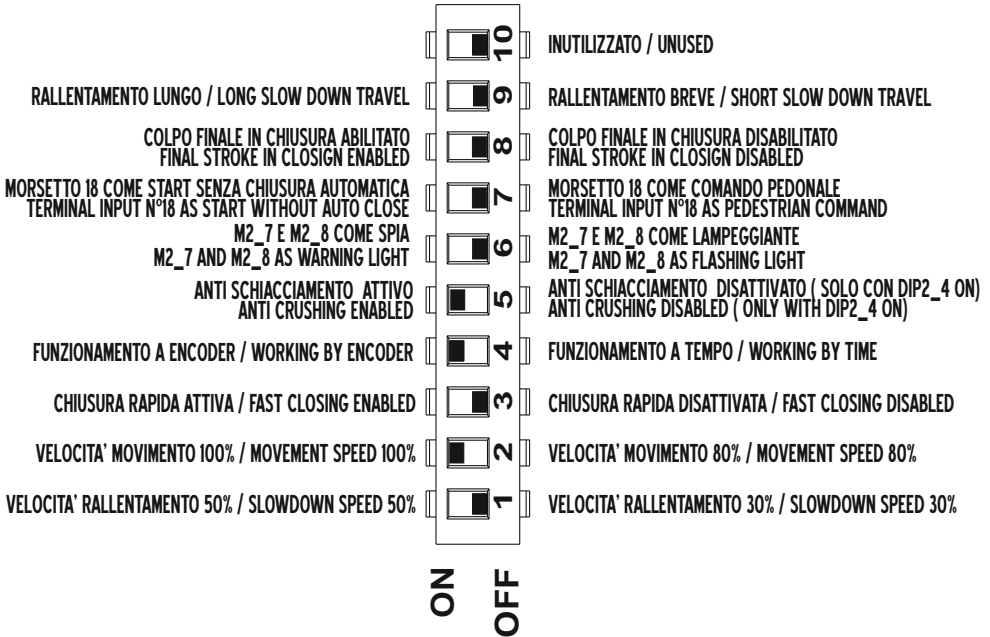 10
INUTILIZZATO / UNUSED
RALLENTAMENTO LUNGO / LONG SLOW DOWN TRAVEL
9
RALLENTAMENTO BREVE / SHORT SLOW DOWN TRAVEL
COLPO FINALE IN CHIUSURA ABILITATO
FINAL STROKE IN CLOSIGN ENABLED
8
COLPO FINALE IN CHIUSURA DISABILITATO
FINAL STROKE IN CLOSIGN DISABLED
MORSETTO 18 COME START SENZA CHIUSURA AUTOMATICA
TERMINAL INPUT N°18 AS START WITHOUT AUTO CLOSE
7
MORSETTO 18 COME COMANDO PEDONALE
TERMINAL INPUT N°18 AS PEDESTRIAN COMMAND
M2_7 E M2_8 COME SPIA
M2_7 AND M2_8 AS WARNING LIGHT
6
M2_7 E M2_8 COME LAMPEGGIANTE
M2_7 AND M2_8 AS FLASHING LIGHT
ANTI SCHIACCIAMENTO ATTIVO
ANTI CRUSHING ENABLED
5
ANTI SCHIACCIAMENTO DISATTIVATO ( SOLO CON DIP2_4 ON)
ANTI CRUSHING DISABLED ( ONLY WITH DIP2_4 ON)
FUNZIONAMENTO A ENCODER / WORKING BY ENCODER
4
FUNZIONAMENTO A TEMPO / WORKING BY TIME
CHIUSURA RAPIDA ATTIVA / FAST CLOSING ENABLED
3
CHIUSURA RAPIDA DISATTIVATA / FAST CLOSING DISABLED
VELOCITA' MOVIMENTO 100% / MOVEMENT SPEED 100%
2
VELOCITA' MOVIMENTO 80% / MOVEMENT SPEED 80%
VELOCITA' RALLENTAMENTO 50% / SLOWDOWN SPEED 50%
1
VELOCITA' RALLENTAMENTO 30% / SLOWDOWN SPEED 30%
ON
OFF